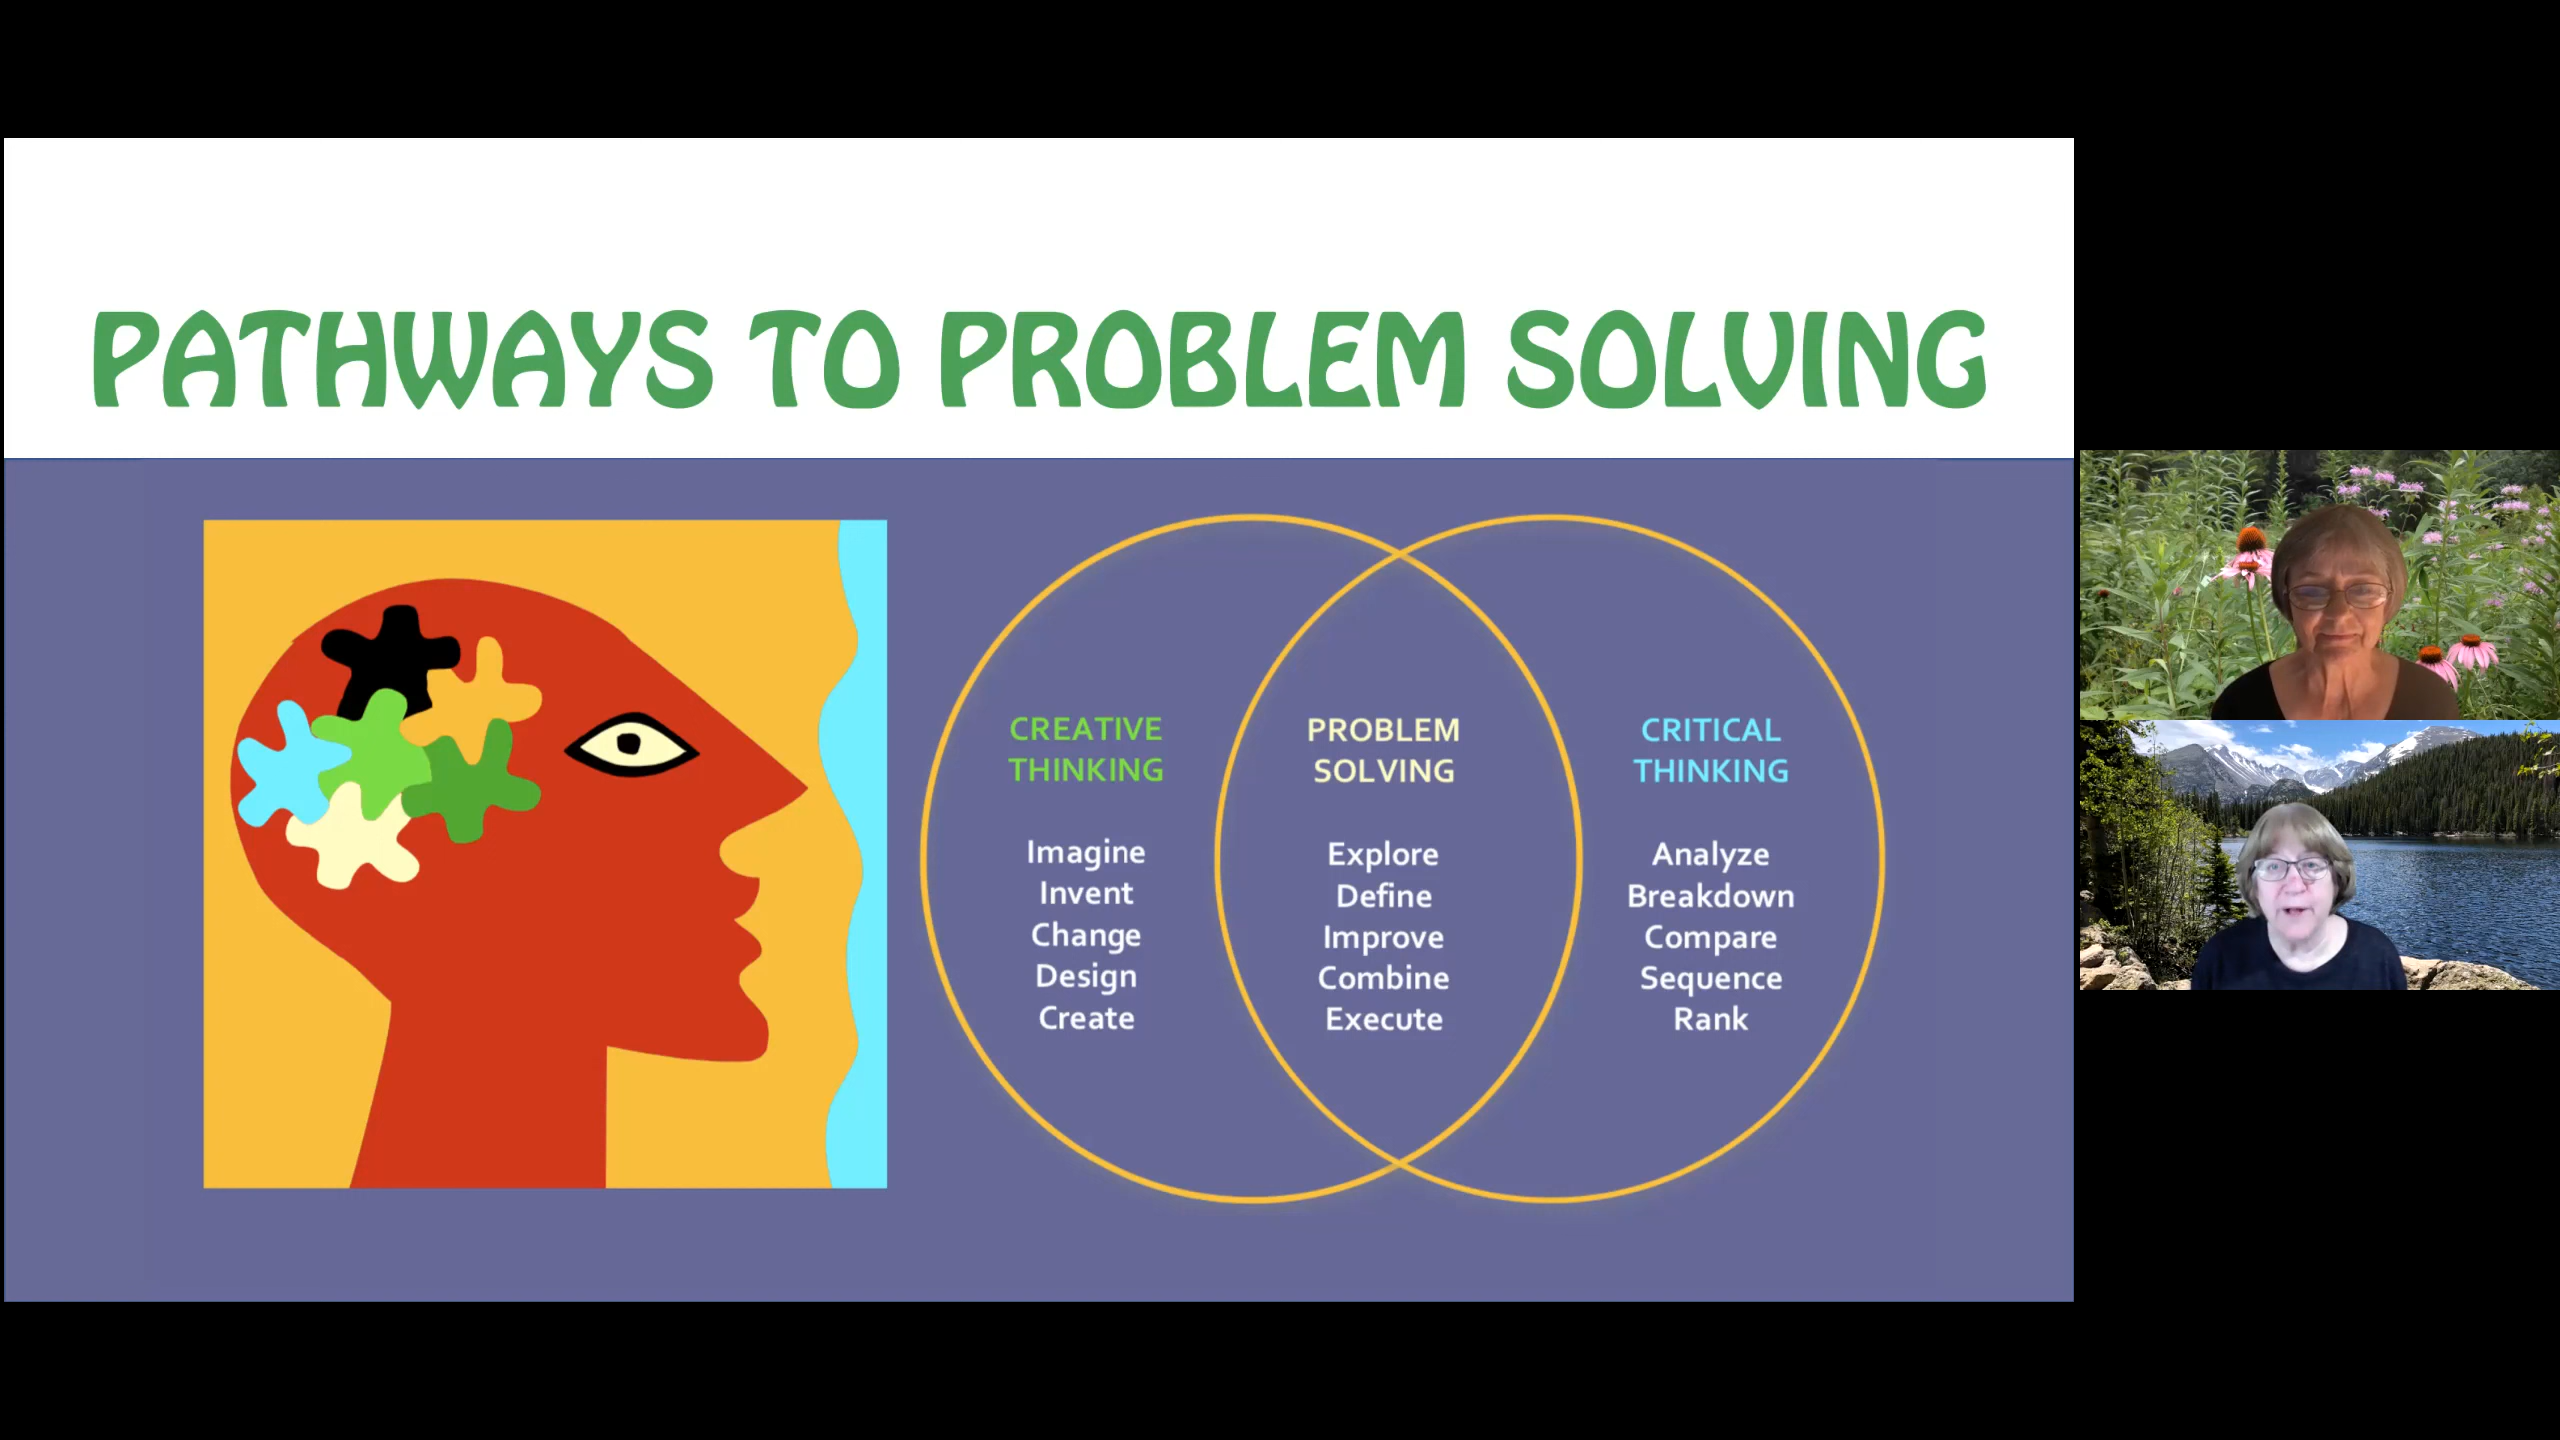 PATHWAYS TO PROBLEM SOLVING
CREATIVE
THINKING
Imagine
Invent
Change
Design
Create
PROBLEM
SOLVING
Explore
Define
Improve
Combine
Execute
CRITICAL
THINKING
Analyze
Breakdown
Compare
Sequence
Rank